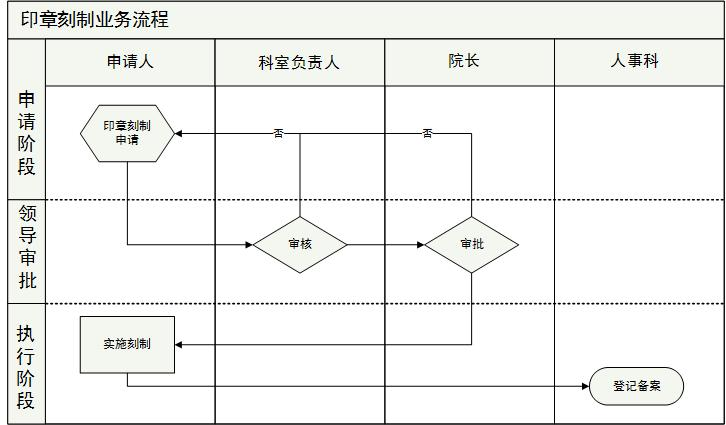 印章刻制业务流程
申请人
科室负责人
院长
人事科
申请阶段
印章刻制
申请
否
否
领导审批
审核
审批
执行阶段
实施刻制
登记备案